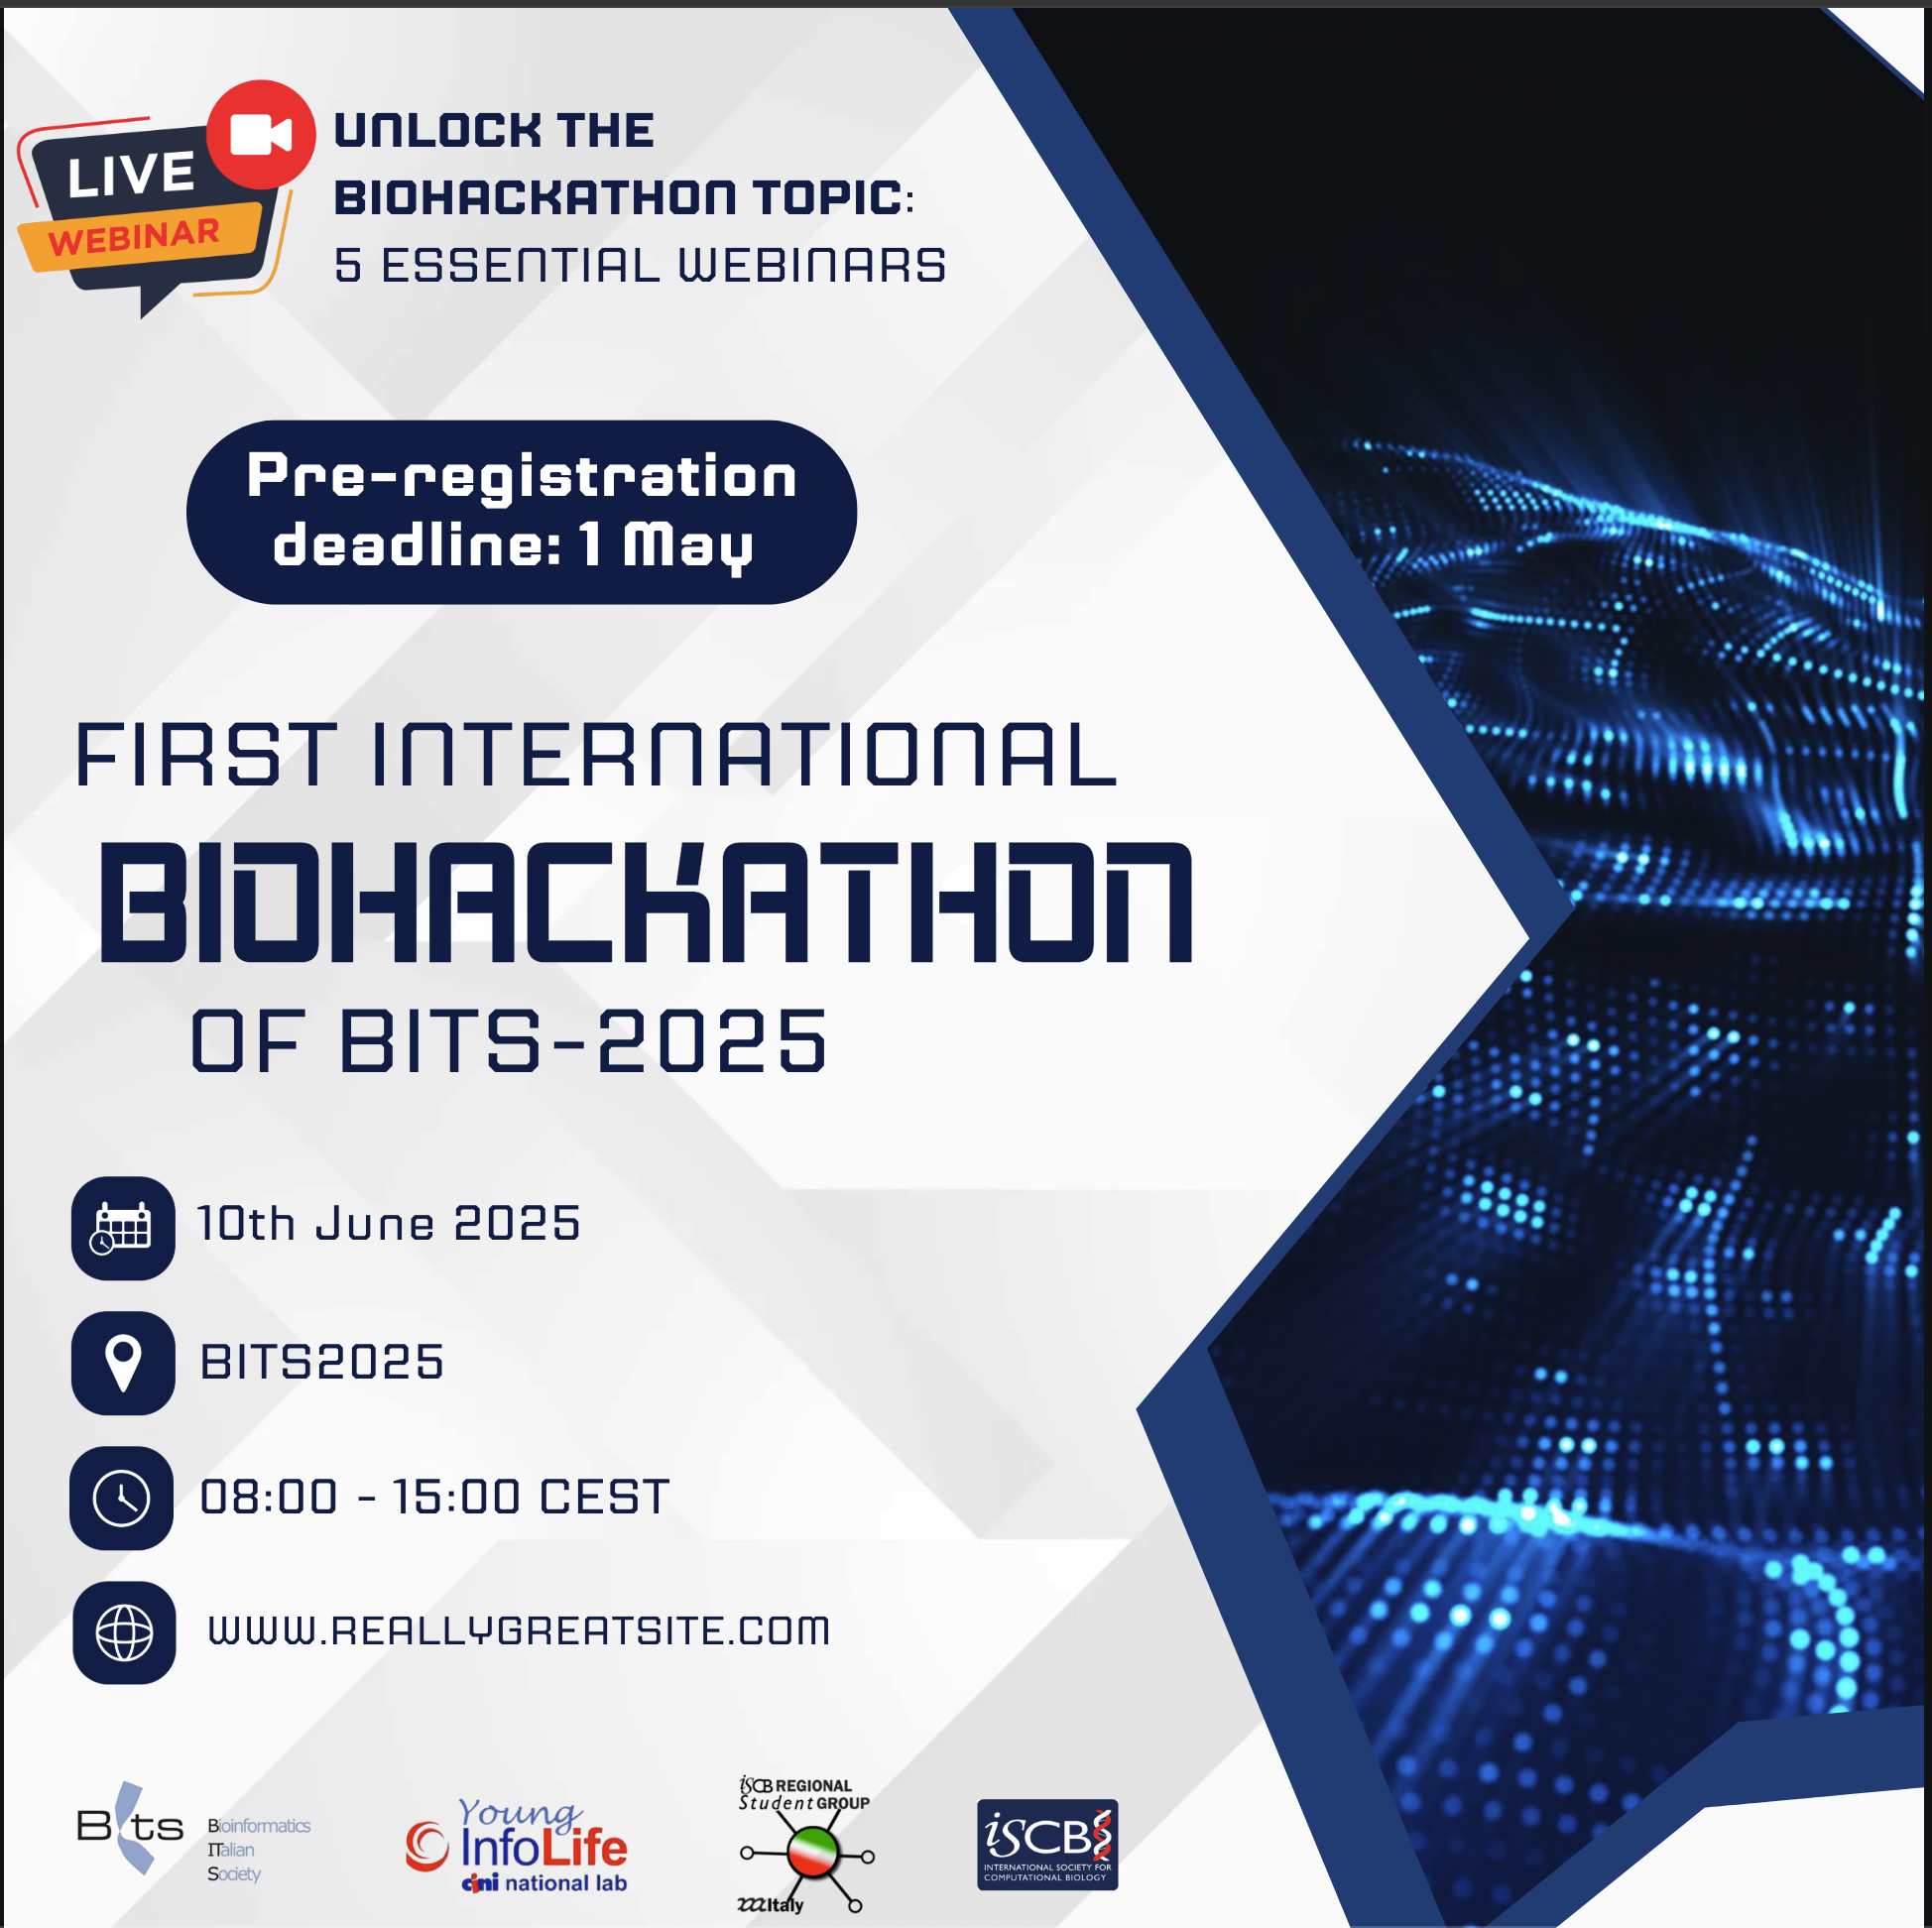 LIVE
WEBINAR
UNLOCK THE
BIOHACKATHON TOPIC:
5 ESSENTIAL WEBINARS
Pre-registration
deadline: 1 May
FIRST INTERNATIONAL
BIOHACKATHON
OF BITS-2025
10th June 2025
BITS2025
08:00 - 15:00 CEST
WWW.REALLYGREATSITE.COM
Bits
Bioinformatics
ITalian
Society
Young
InfoLife
cini national lab
iSCB REGIONAL
Student GROUP
Italy
iSCB
INTERNATIONAL SOCIETY FOR
COMPUTATIONAL BIOLOGY